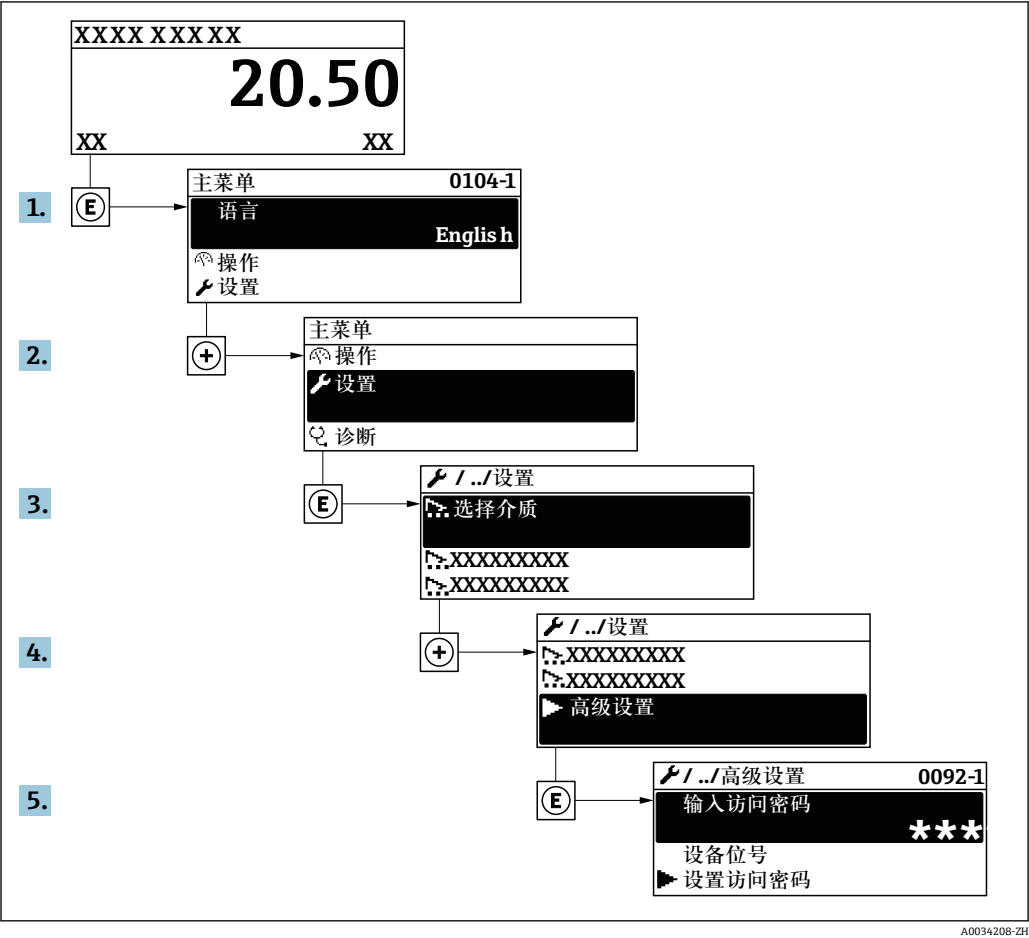 XXXX XXXXX
20.50
XX XX
主菜单 0104-1
1. E 语言
English
操作
设置
主菜单
2. + 操作
设置
诊断
/ ../设置
3. E 选择介质
XXXXXXXXX
XXXXXXXXX
/ ../设置
4. + XXXXXXXXX
XXXXXXXXX
高级设置
/ ../高级设置 0092-1
5. E 输入访问密码
***
设备位号
设置访问密码
A0034208-ZH